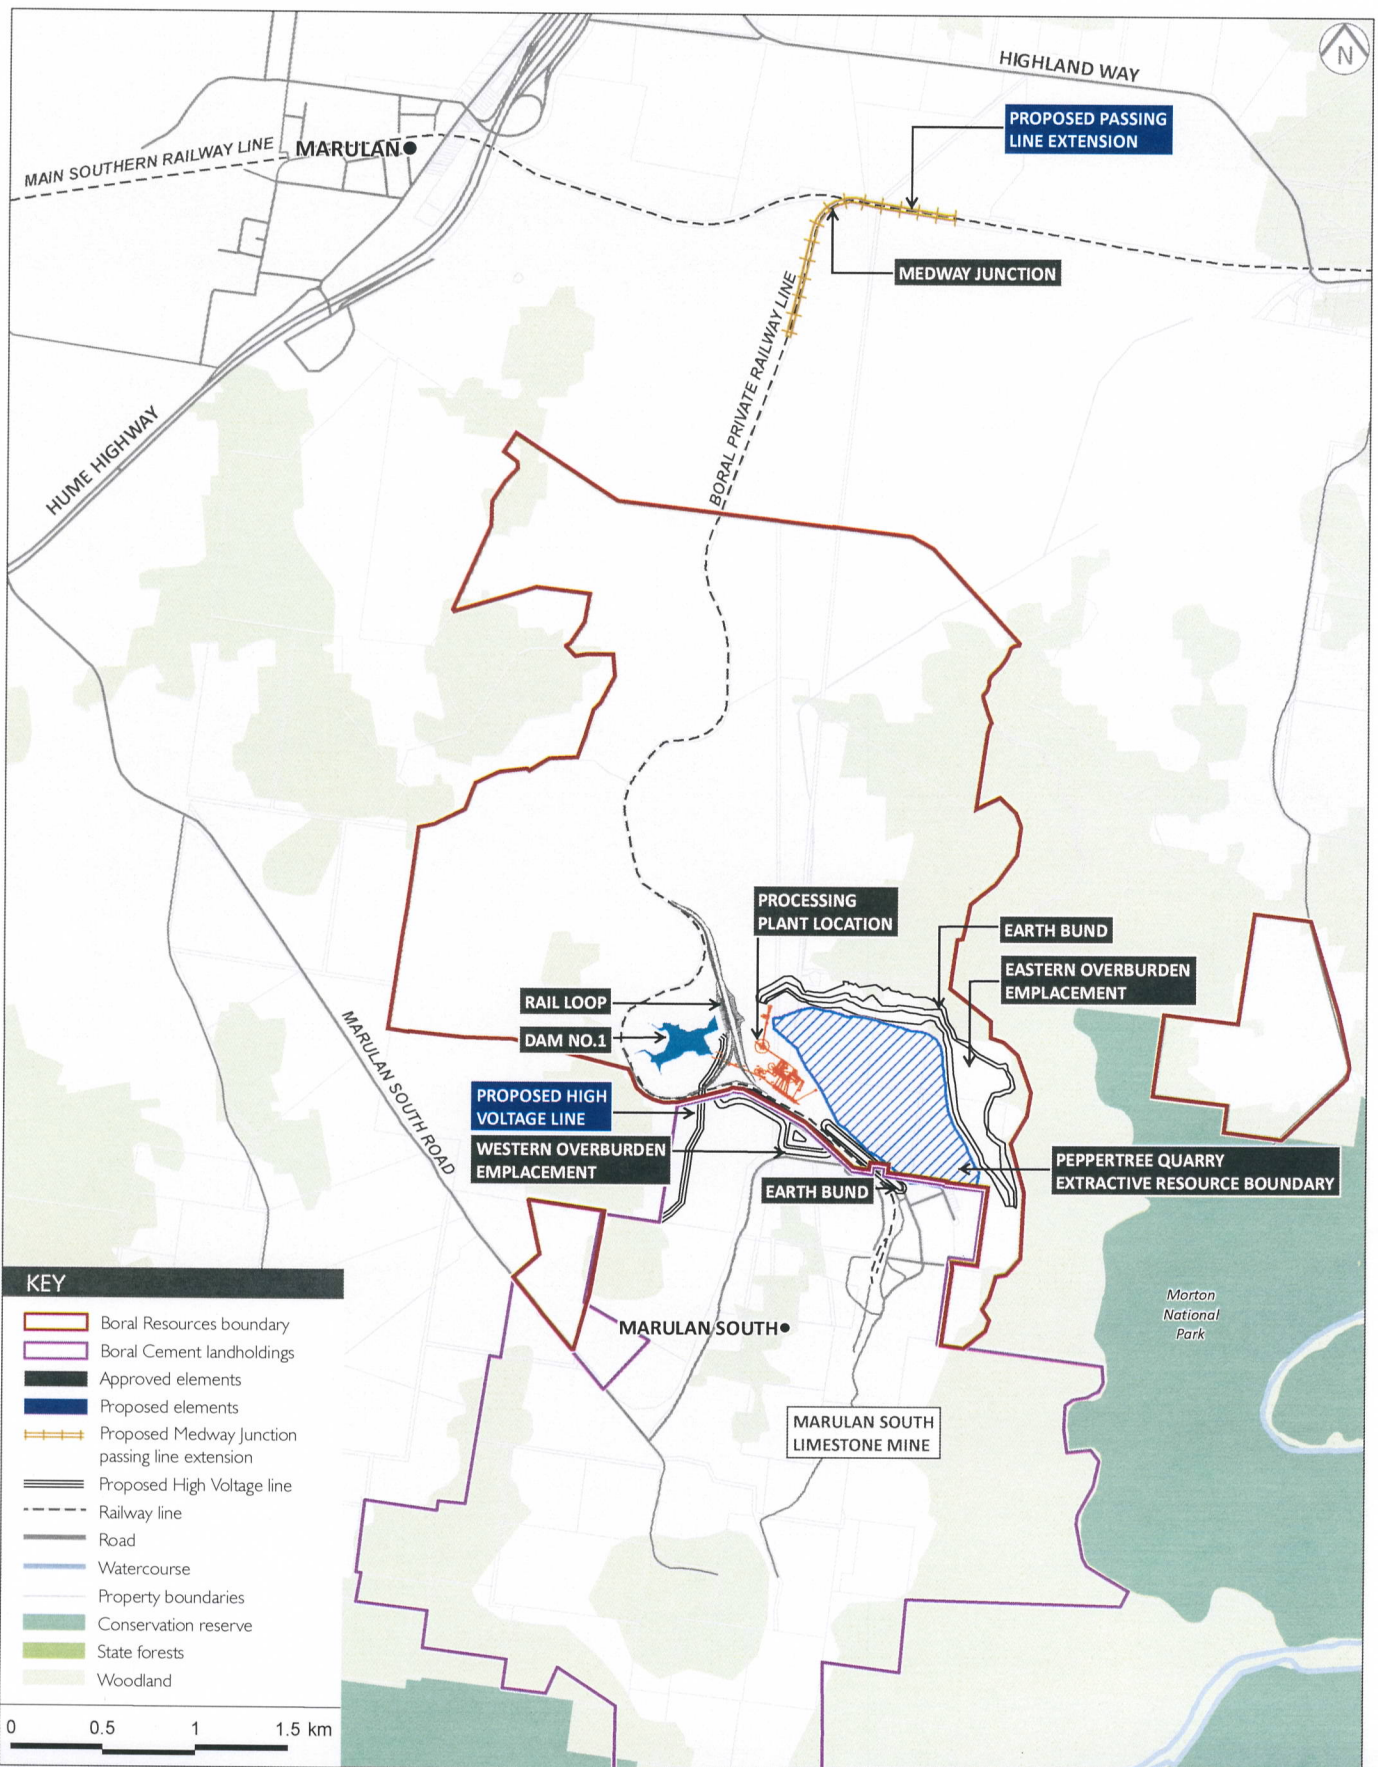 HIGHLAND WAY
N
PROPOSED PASSING
LINE EXTENSION
MAIN SOUTHERN RAILWAY LINE
MARULAN
MEDWAY JUNCTION
BORAL PRIVATE RAILWAY LINE
HUME HIGHWAY
PROCESSING
PLANT LOCATION
EARTH BUND
EASTERN OVERBURDEN
EMPLACEMENT
RAIL LOOP
DAM NO.1
MARULAN SOUTH ROAD
PROPOSED HIGH
VOLTAGE LINE
WESTERN OVERBURDEN
EMPLACEMENT
EARTH BUND
PEPPERTREE QUARRY
EXTRACTIVE RESOURCE BOUNDARY
Morton
National
Park
MARULAN SOUTH
MARULAN SOUTH
LIMESTONE MINE
KEY
Boral Resources boundary
Boral Cement landholdings
Approved elements
Proposed elements
Proposed Medway Junction
passing line extension
Proposed High Voltage line
Railway line
Road
Watercourse
Property boundaries
Conservation reserve
State forests
Woodland
0 0.5 1 1.5 km